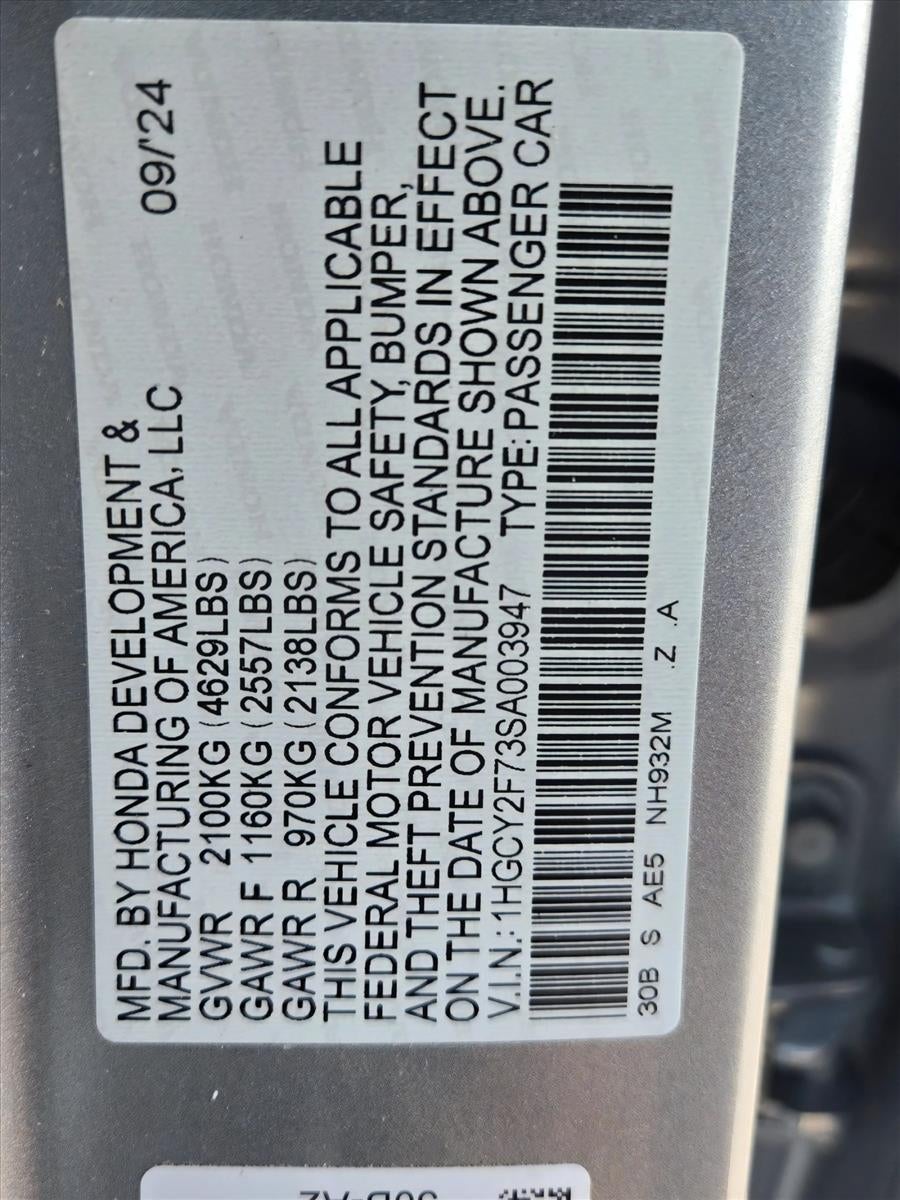 MFD. BY HONDA DEVELOPMENT & 09/'24
MANUFACTURING OF AMERICA, LLC
GVWR 2100KG (4629LBS)
GAWR F 1160KG (2557LBS)
GAWR R 970KG (2138LBS)
THIS VEHICLE CONFORMS TO ALL APPLICABLE
FEDERAL MOTOR VEHICLE SAFETY, BUMPER,
AND THEFT PREVENTION STANDARDS IN EFFECT
ON THE DATE OF MANUFACTURE SHOWN ABOVE.
V.I.N.: 1HGCY2F73SA003947 TYPE: PASSENGER CAR
30B S AE5 NH932M .Z .A